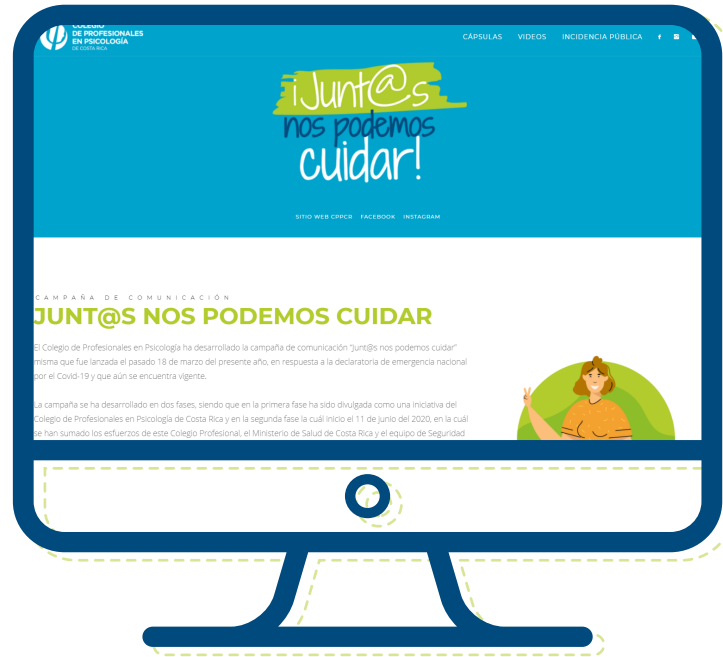 COLEGIO
DE PROFESIONALES
EN PSICOLOGÍA
DE COSTA RICA
CÁPSULAS VIDEOS INCIDENCIA PÚBLICA
¡Junt@s
nos podemos
cuidar!
SITIO WEB CPPCR FACEBOOK INSTAGRAM
CAMPAÑA DE COMUNICACIÓN
JUNT@S NOS PODEMOS CUIDAR
El Colegio de Profesionales en Psicología ha desarrollado la campaña de comunicación "Junt@s nos podemos cuidar"
misma que fue lanzada el pasado 18 de marzo del presente año, en respuesta a la declaratoria de emergencia nacional
por el Covid-19 y que aún se encuentra vigente.
La campaña se ha desarrollado en dos fases, siendo que en la primera fase ha sido divulgada como una iniciativa del
Colegio de Profesionales en Psicología de Costa Rica y en la segunda fase la cuál inicio el 11 de junio del 2020, en la cuál
se han sumado los esfuerzos de este Colegio Profesional, el Ministerio de Salud de Costa Rica y el equipo de Seguridad